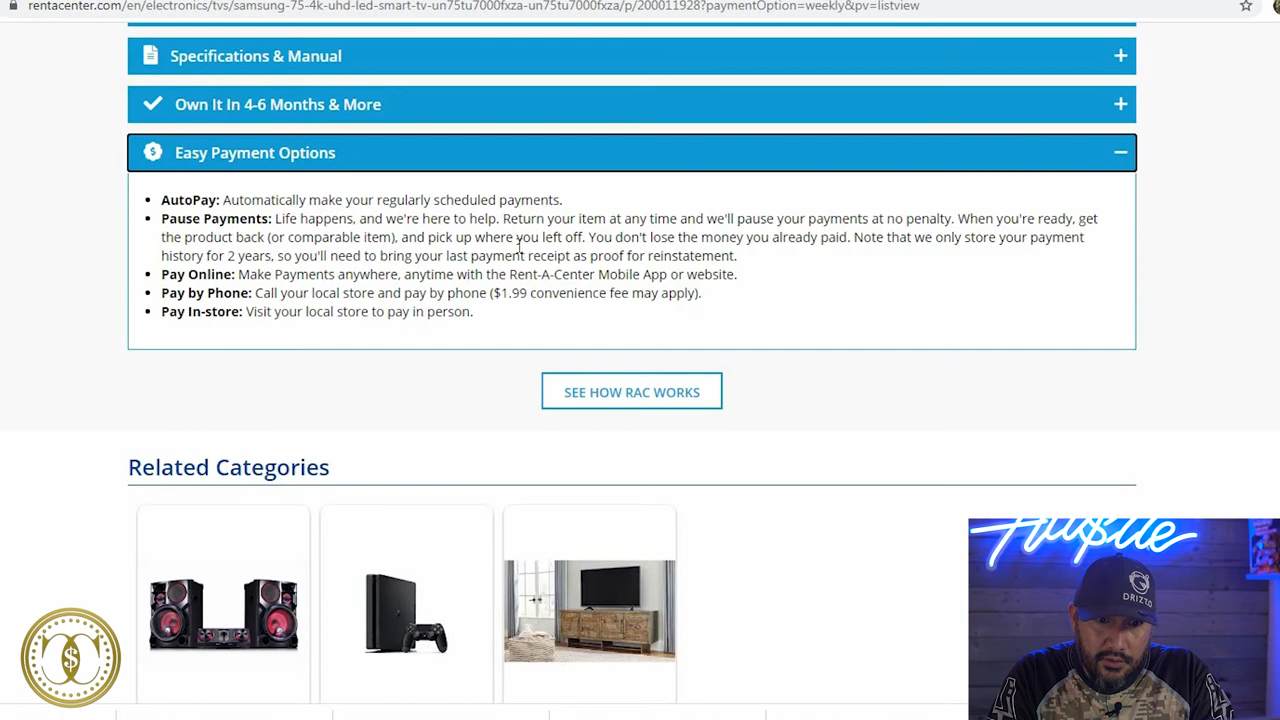 rentacenter.com/en/electronics/tvs/samsung-75-4k-uhd-led-smart-tv-un75tu7000fxza-un75tu7000fxza/p/200011928?paymentOption=weekly&pv=listview
Specifications & Manual
Own It In 4-6 Months & More
Easy Payment Options
• AutoPay: Automatically make your regularly scheduled payments.
• Pause Payments: Life happens, and we're here to help. Return your item at any time and we'll pause your payments at no penalty. When you're ready, get
the product back (or comparable item), and pick up where you left off. You don't lose the money you already paid. Note that we only store your payment
history for 2 years, so you'll need to bring your last payment receipt as proof for reinstatement.
• Pay Online: Make Payments anywhere, anytime with the Rent-A-Center Mobile App or website.
• Pay by Phone: Call your local store and pay by phone ($1.99 convenience fee may apply).
• Pay In-store: Visit your local store to pay in person.
SEE HOW RAC WORKS
Related Categories
Hustle
DRIZZO